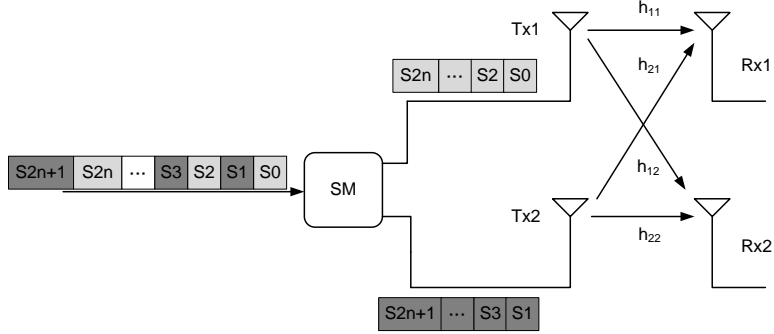 Tx1
h11
Rx1
S2n ... S2 S0
h21
S2n+1 S2n ... S3 S2 S1 S0
SM
h12
Tx2
h22
Rx2
S2n+1 ... S3 S1